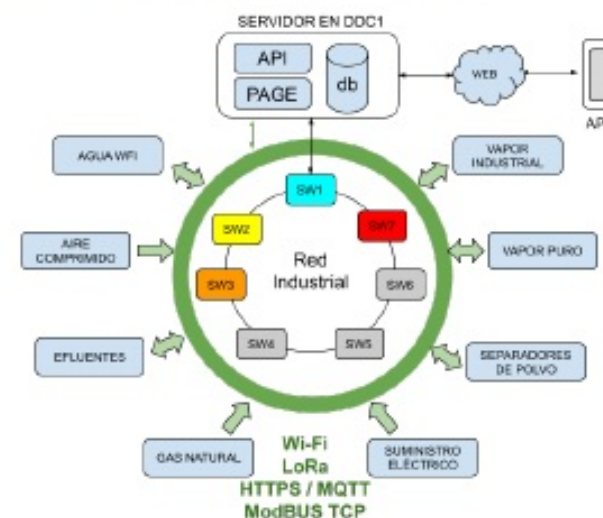 SERVIDOR EN DDC1
API
PAGE
db
WEB
AP
AGUA WFI
VAPOR
INDUSTRIAL
SW1
SW2
SW7
AIRE
COMPRIMIDO
Red
Industrial
VAPOR PURO
SW3
SW6
EFLUENTES
SW4
SW5
SEPARADORES
DE POLVO
GAS NATURAL
Wi-Fi
LoRa
HTTPS / MQTT
ModBUS TCP
SUMINISTRO
ELÉCTRICO